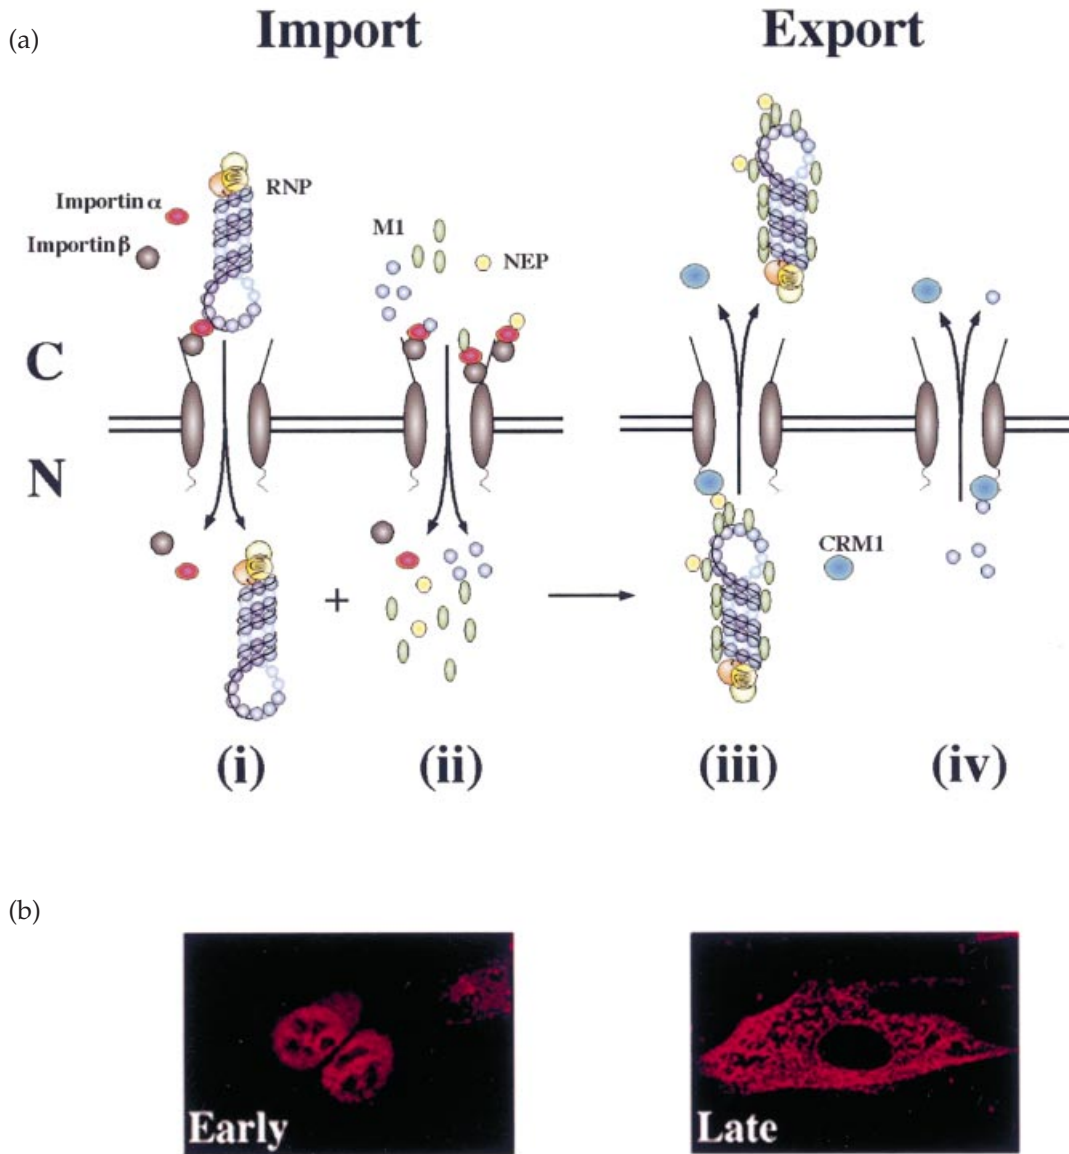 (a)
Import
Export
Importin α
RNP
Importin β
M1
NEP
C
N
CRM1
+
(i)
(ii)
(iii)
(iv)
(b)
Early
Late